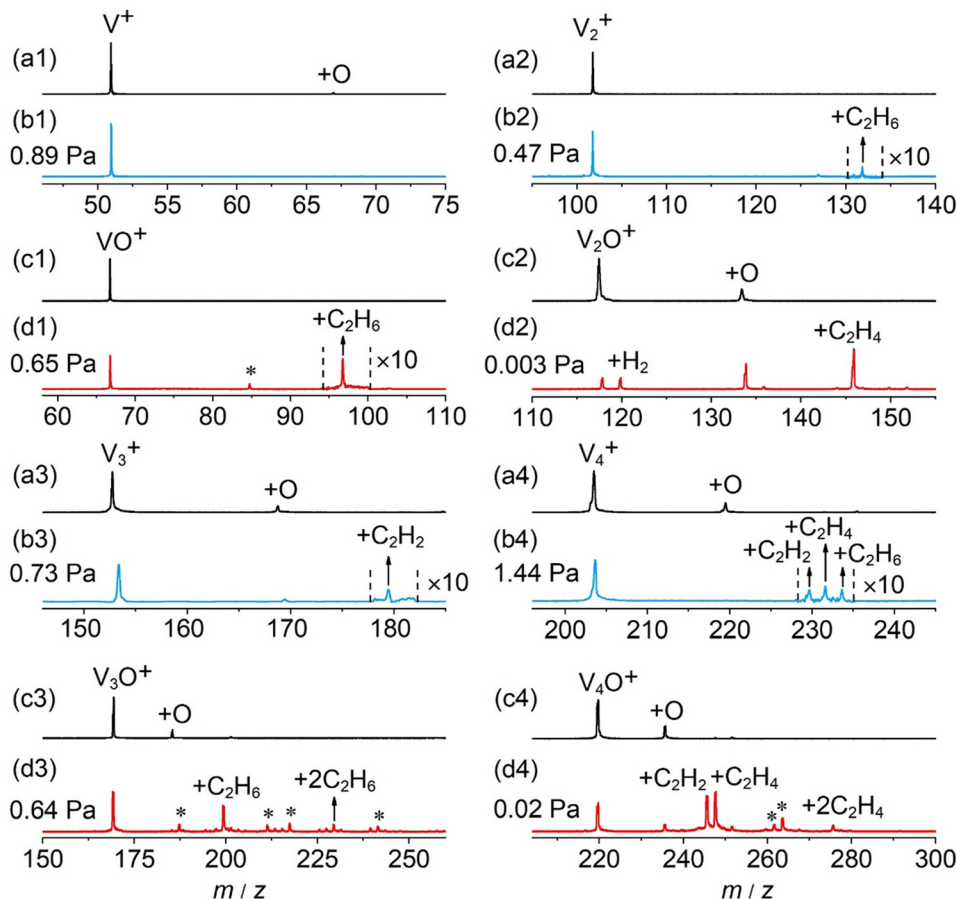 V⁺
(a1)
+O
(b1)
0.89 Pa
50 55 60 65 70 75
V₂⁺
(a2)
(b2)
+C₂H₆
0.47 Pa
×10
100 110 120 130 140
VO⁺
(c1)
(d1)
+C₂H₆
0.65 Pa
*
×10
60 70 80 90 100 110
V₂O⁺
(c2)
+O
(d2)
+C₂H₄
0.003 Pa
+H₂
110 120 130 140 150
V₃⁺
(a3)
+O
(b3)
+C₂H₂
0.73 Pa
×10
150 160 170 180
V₄⁺
(a4)
+O
+C₂H₄
(b4)
+C₂H₂
+C₂H₆
1.44 Pa
×10
200 210 220 230 240
V₃O⁺
(c3)
+O
(d3)
+C₂H₆
+2C₂H₆
0.64 Pa
* * * *
150 170 190 210 230 250
m / z
V₄O⁺
(c4)
+O
(d4)
+C₂H₂
+C₂H₄
0.02 Pa
* *
+2C₂H₄
220 240 260 280 300
m / z